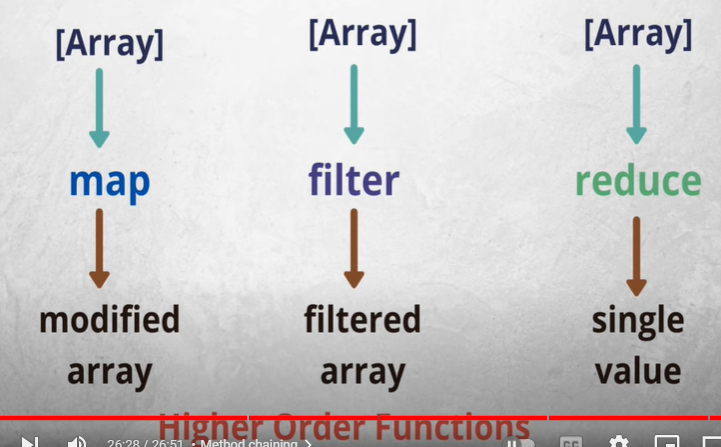 [Array]
map
modified
array
[Array]
filter
filtered
array
[Array]
reduce
single
value
Higher Order Functions
26:28 / 26:51 • Method chaining >
CC